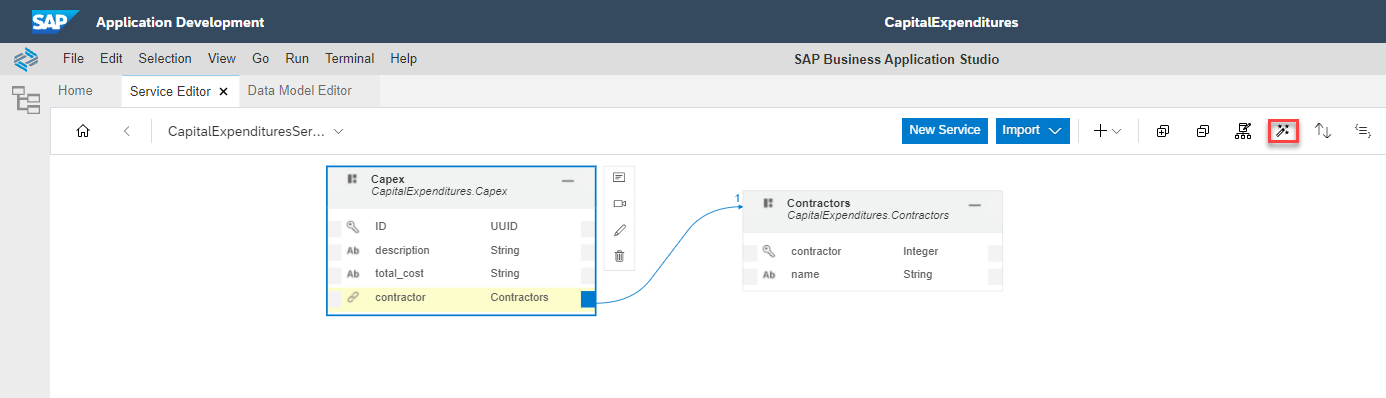 SAP Application Development CapitalExpenditures
File Edit Selection View Go Run Terminal Help SAP Business Application Studio
Home Service Editor × Data Model Editor
CapitalExpendituresSer... New Service Import
Capex
CapitalExpenditures.Capex
ID UUID
Ab description String
Ab total_cost String
contractor Contractors
1
Contractors
CapitalExpenditures.Contractors
contractor Integer
Ab name String